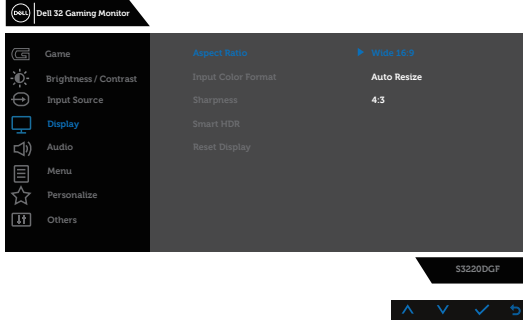 DELL Dell 32 Gaming Monitor
Game Aspect Ratio Wide 16:9
Brightness / Contrast Input Color Format Auto Resize
Input Source Sharpness 4:3
Display Smart HDR
Audio Reset Display
Menu
Personalize
Others
S3220DGF